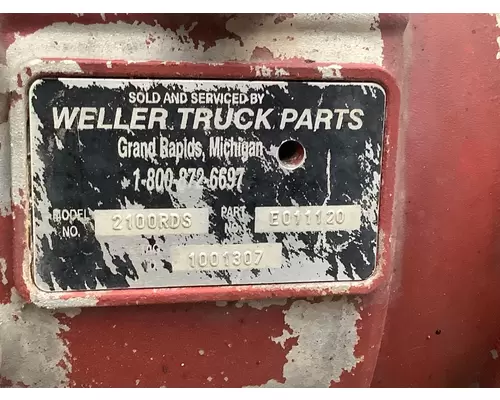 SOLD AND SERVICED BY
WELLER TRUCK PARTS
Grand Rapids, Michigan
1-800-872-6697
MODEL NO. 2100RDS PART NO. E011120
1001307